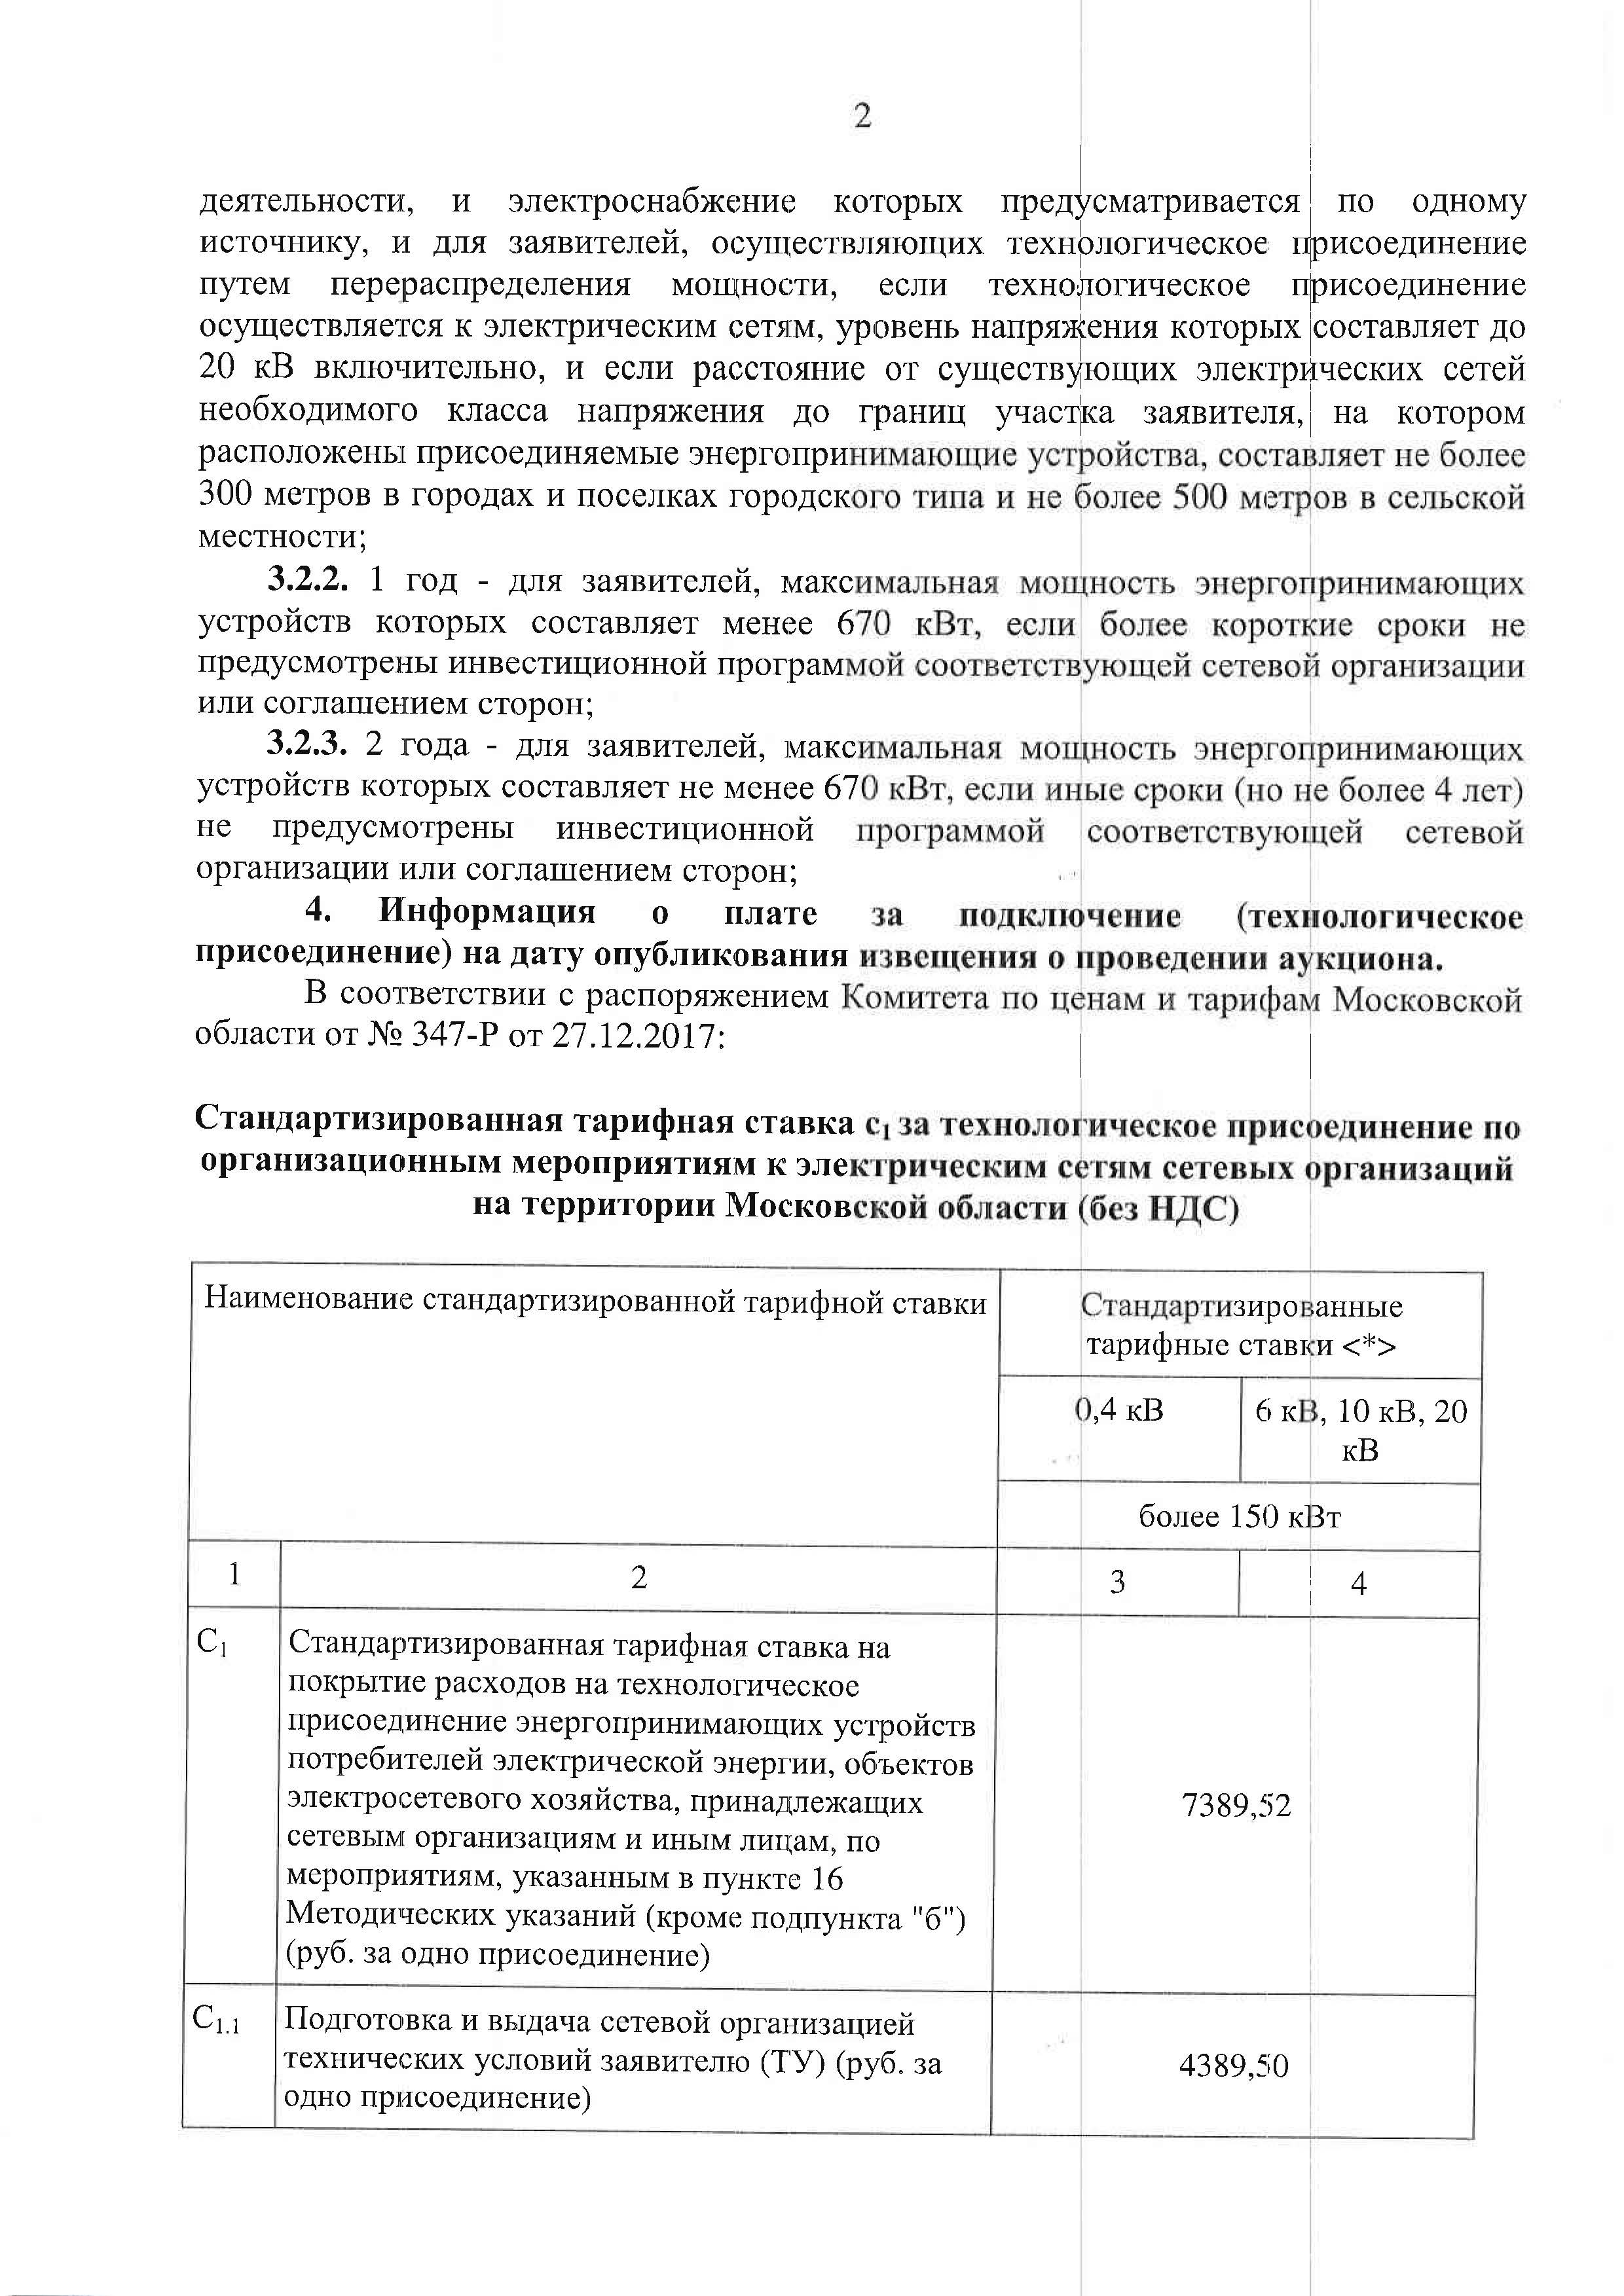 2
деятельности, и электроснабжение которых предусматривается по одному
источнику, и для заявителей, осуществляющих технологическое присоединение
путем перераспределения мощности, если технологическое присоединение
осуществляется к электрическим сетям, уровень напряжения которых составляет до
20 кВ включительно, и если расстояние от существующих электрических сетей
необходимого класса напряжения до границ участка заявителя, на котором
расположены присоединяемые энергопринимающие устройства, составляет не более
300 метров в городах и поселках городского типа и не более 500 метров в сельской
местности;
3.2.2. 1 год - для заявителей, максимальная мощность энергопринимающих
устройств которых составляет менее 670 кВт, если более короткие сроки не
предусмотрены инвестиционной программой соответствующей сетевой организации
или соглашением сторон;
3.2.3. 2 года - для заявителей, максимальная мощность энергопринимающих
устройств которых составляет не менее 670 кВт, если иные сроки (но не более 4 лет)
не предусмотрены инвестиционной программой соответствующей сетевой
организации или соглашением сторон;
4. Информация о плате за подключение (технологическое
присоединение) на дату опубликования извещения о проведении аукциона.
В соответствии с распоряжением Комитета по ценам и тарифам Московской
области от № 347-Р от 27.12.2017:
Стандартизированная тарифная ставка с₁ за технологическое присоединение по
организационным мероприятиям к электрическим сетям сетевых организаций
на территории Московской области (без НДС)
Наименование стандартизированной тарифной ставки
Стандартизированные
тарифные ставки <*>
0,4 кВ
6 кВ, 10 кВ, 20
кВ
более 150 кВт
1
2
3
4
С₁
Стандартизированная тарифная ставка на
покрытие расходов на технологическое
присоединение энергопринимающих устройств
потребителей электрической энергии, объектов
электросетевого хозяйства, принадлежащих
сетевым организациям и иным лицам, по
мероприятиям, указанным в пункте 16
Методических указаний (кроме подпункта "б")
(руб. за одно присоединение)
7389,52
С₁.₁
Подготовка и выдача сетевой организацией
технических условий заявителю (ТУ) (руб. за
одно присоединение)
4389,50